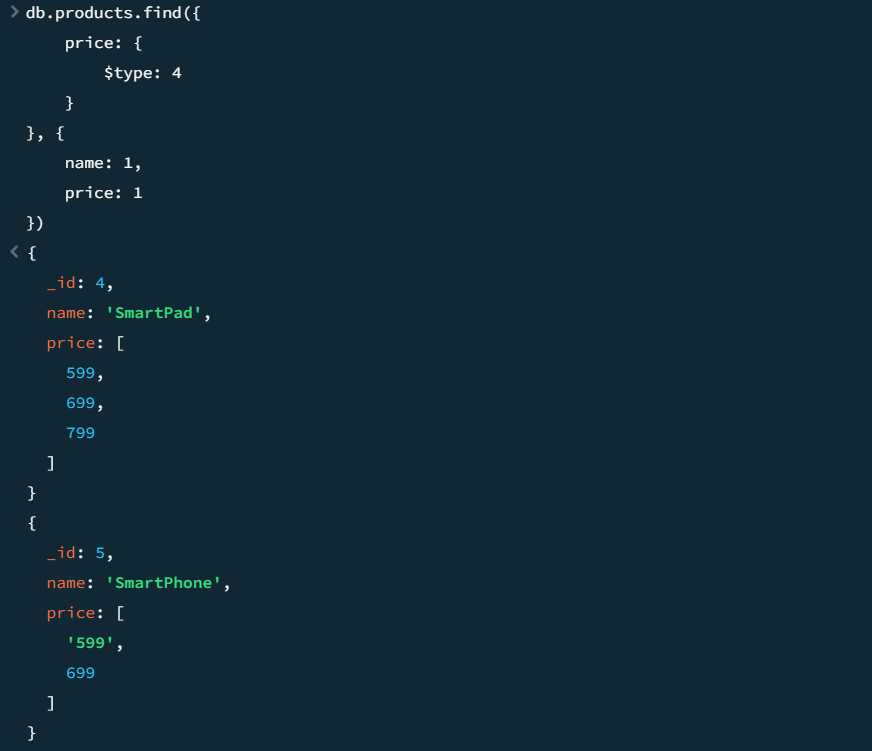 > db.products.find({
    price: {
        $type: 4
    }
}, {
    name: 1,
    price: 1
})
< {
  _id: 4,
  name: 'SmartPad',
  price: [
    599,
    699,
    799
  ]
}
{
  _id: 5,
  name: 'SmartPhone',
  price: [
    '599',
    699
  ]
}